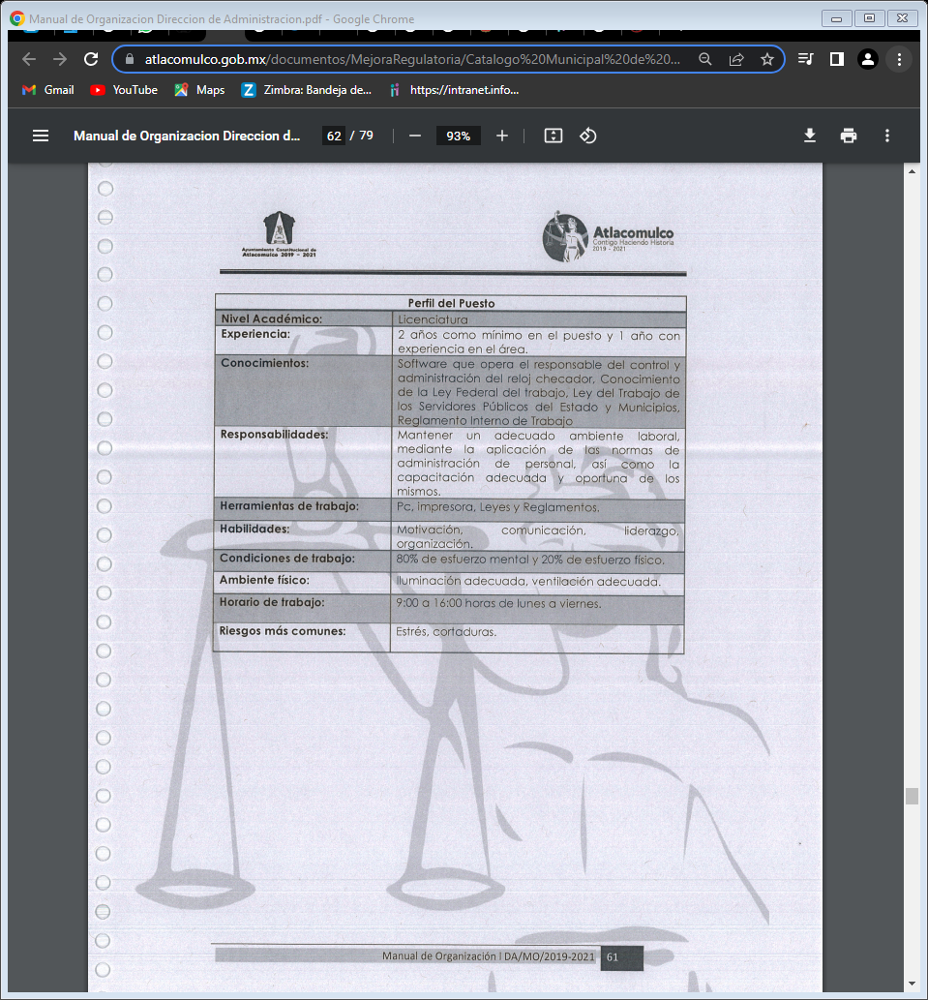 Manual de Organizacion Direccion de Administracion.pdf - Google Chrome
atlacomulco.gob.mx/documentos/MejoraRegulatoria/Catalogo%20Municipal%20de%20...
Gmail YouTube Maps Zimbra: Bandeja de... https://intranet.info...
Manual de Organizacion Direccion d... 62 / 79 — 93% +
Ayuntamiento Constitucional de
Atlacomulco 2019 - 2021
Atlacomulco
Contigo Haciendo Historia
2019 - 2021
Perfil del Puesto
Nivel Académico: Licenciatura
Experiencia: 2 años como mínimo en el puesto y 1 año con
experiencia en el área.
Conocimientos: Software que opera el responsable del control y
administración del reloj checador, Conocimiento
de la Ley Federal del trabajo, Ley del Trabajo de
los Servidores Públicos del Estado y Municipios,
Reglamento Interno de Trabajo
Responsabilidades: Mantener un adecuado ambiente laboral,
mediante la aplicación de las normas de
administración de personal, así como la
capacitación adecuada y oportuna de los
mismos.
Herramientas de trabajo: Pc, impresora, Leyes y Reglamentos.
Habilidades: Motivación, comunicación, liderazgo,
organización.
Condiciones de trabajo: 80% de esfuerzo mental y 20% de esfuerzo físico.
Ambiente físico: Iluminación adecuada, ventilación adecuada.
Horario de trabajo: 9:00 a 16:00 horas de lunes a viernes.
Riesgos más comunes: Estrés, cortaduras.
Manual de Organización | DA/MO/2019-2021 61